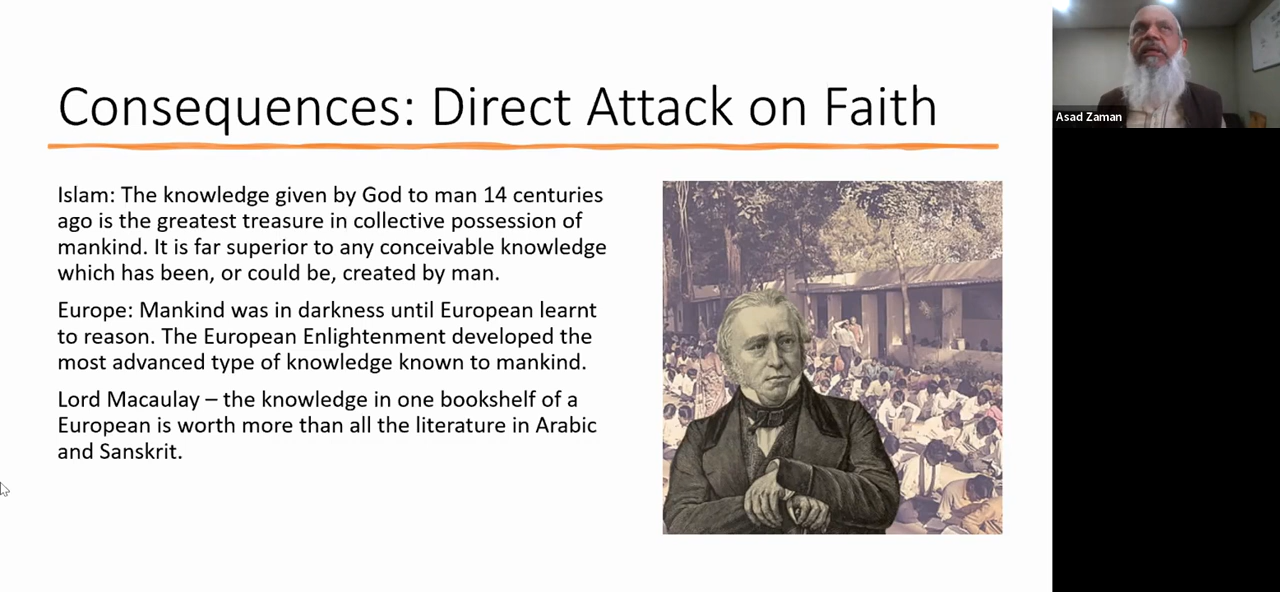 Consequences: Direct Attack on Faith
Islam: The knowledge given by God to man 14 centuries
ago is the greatest treasure in collective possession of
mankind. It is far superior to any conceivable knowledge
which has been, or could be, created by man.
Europe: Mankind was in darkness until European learnt
to reason. The European Enlightenment developed the
most advanced type of knowledge known to mankind.
Lord Macaulay – the knowledge in one bookshelf of a
European is worth more than all the literature in Arabic
and Sanskrit.
Asad Zaman